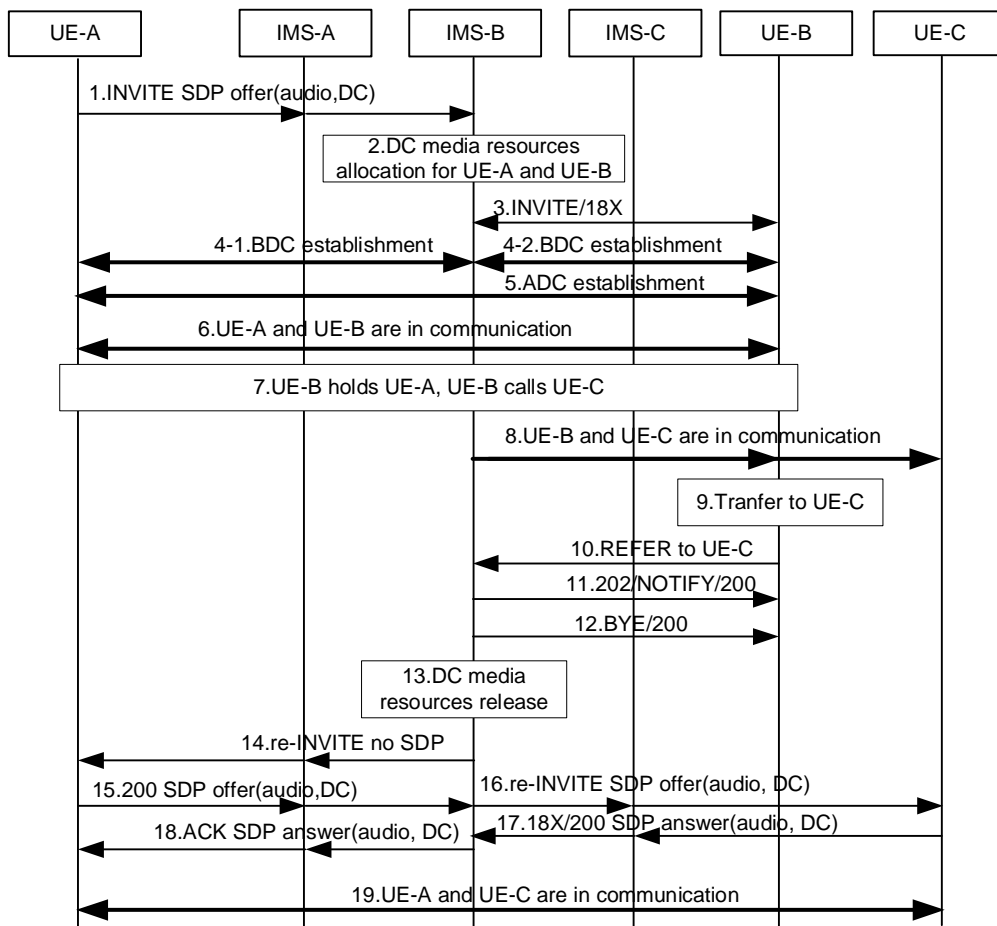 UE-A
IMS-A
IMS-B
IMS-C
UE-B
UE-C
1.INVITE SDP offer(audio,DC)
2.DC media resources
allocation for UE-A and UE-B
3.INVITE/18X
4-1.BDC establishment
4-2.BDC establishment
5.ADC establishment
6.UE-A and UE-B are in communication
7.UE-B holds UE-A, UE-B calls UE-C
8.UE-B and UE-C are in communication
9.Tranfer to UE-C
10.REFER to UE-C
11.202/NOTIFY/200
12.BYE/200
13.DC media
resources release
14.re-INVITE no SDP
15.200 SDP offer(audio,DC)
16.re-INVITE SDP offer(audio, DC)
17.18X/200 SDP answer(audio, DC)
18.ACK SDP answer(audio, DC)
19.UE-A and UE-C are in communication